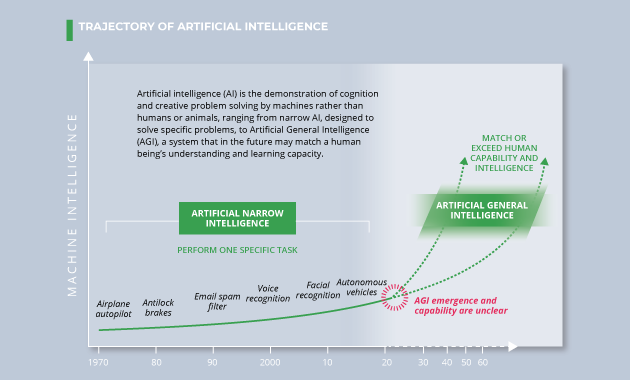 TRAJECTORY OF ARTIFICIAL INTELLIGENCE
MACHINE INTELLIGENCE
Artificial intelligence (AI) is the demonstration of cognition
and creative problem solving by machines rather than
humans or animals, ranging from narrow AI, designed to
solve specific problems, to Artificial General Intelligence
(AGI), a system that in the future may match a human
being's understanding and learning capacity.
MATCH OR
EXCEED HUMAN
CAPABILITY AND
INTELLIGENCE
ARTIFICIAL NARROW
INTELLIGENCE
ARTIFICIAL GENERAL
INTELLIGENCE
PERFORM ONE SPECIFIC TASK
Airplane
autopilot
Antilock
brakes
Email spam
filter
Voice
recognition
Facial
recognition
Autonomous
vehicles
AGI emergence and
capability are unclear
1970 80 90 2000 10 20 30 40 50 60